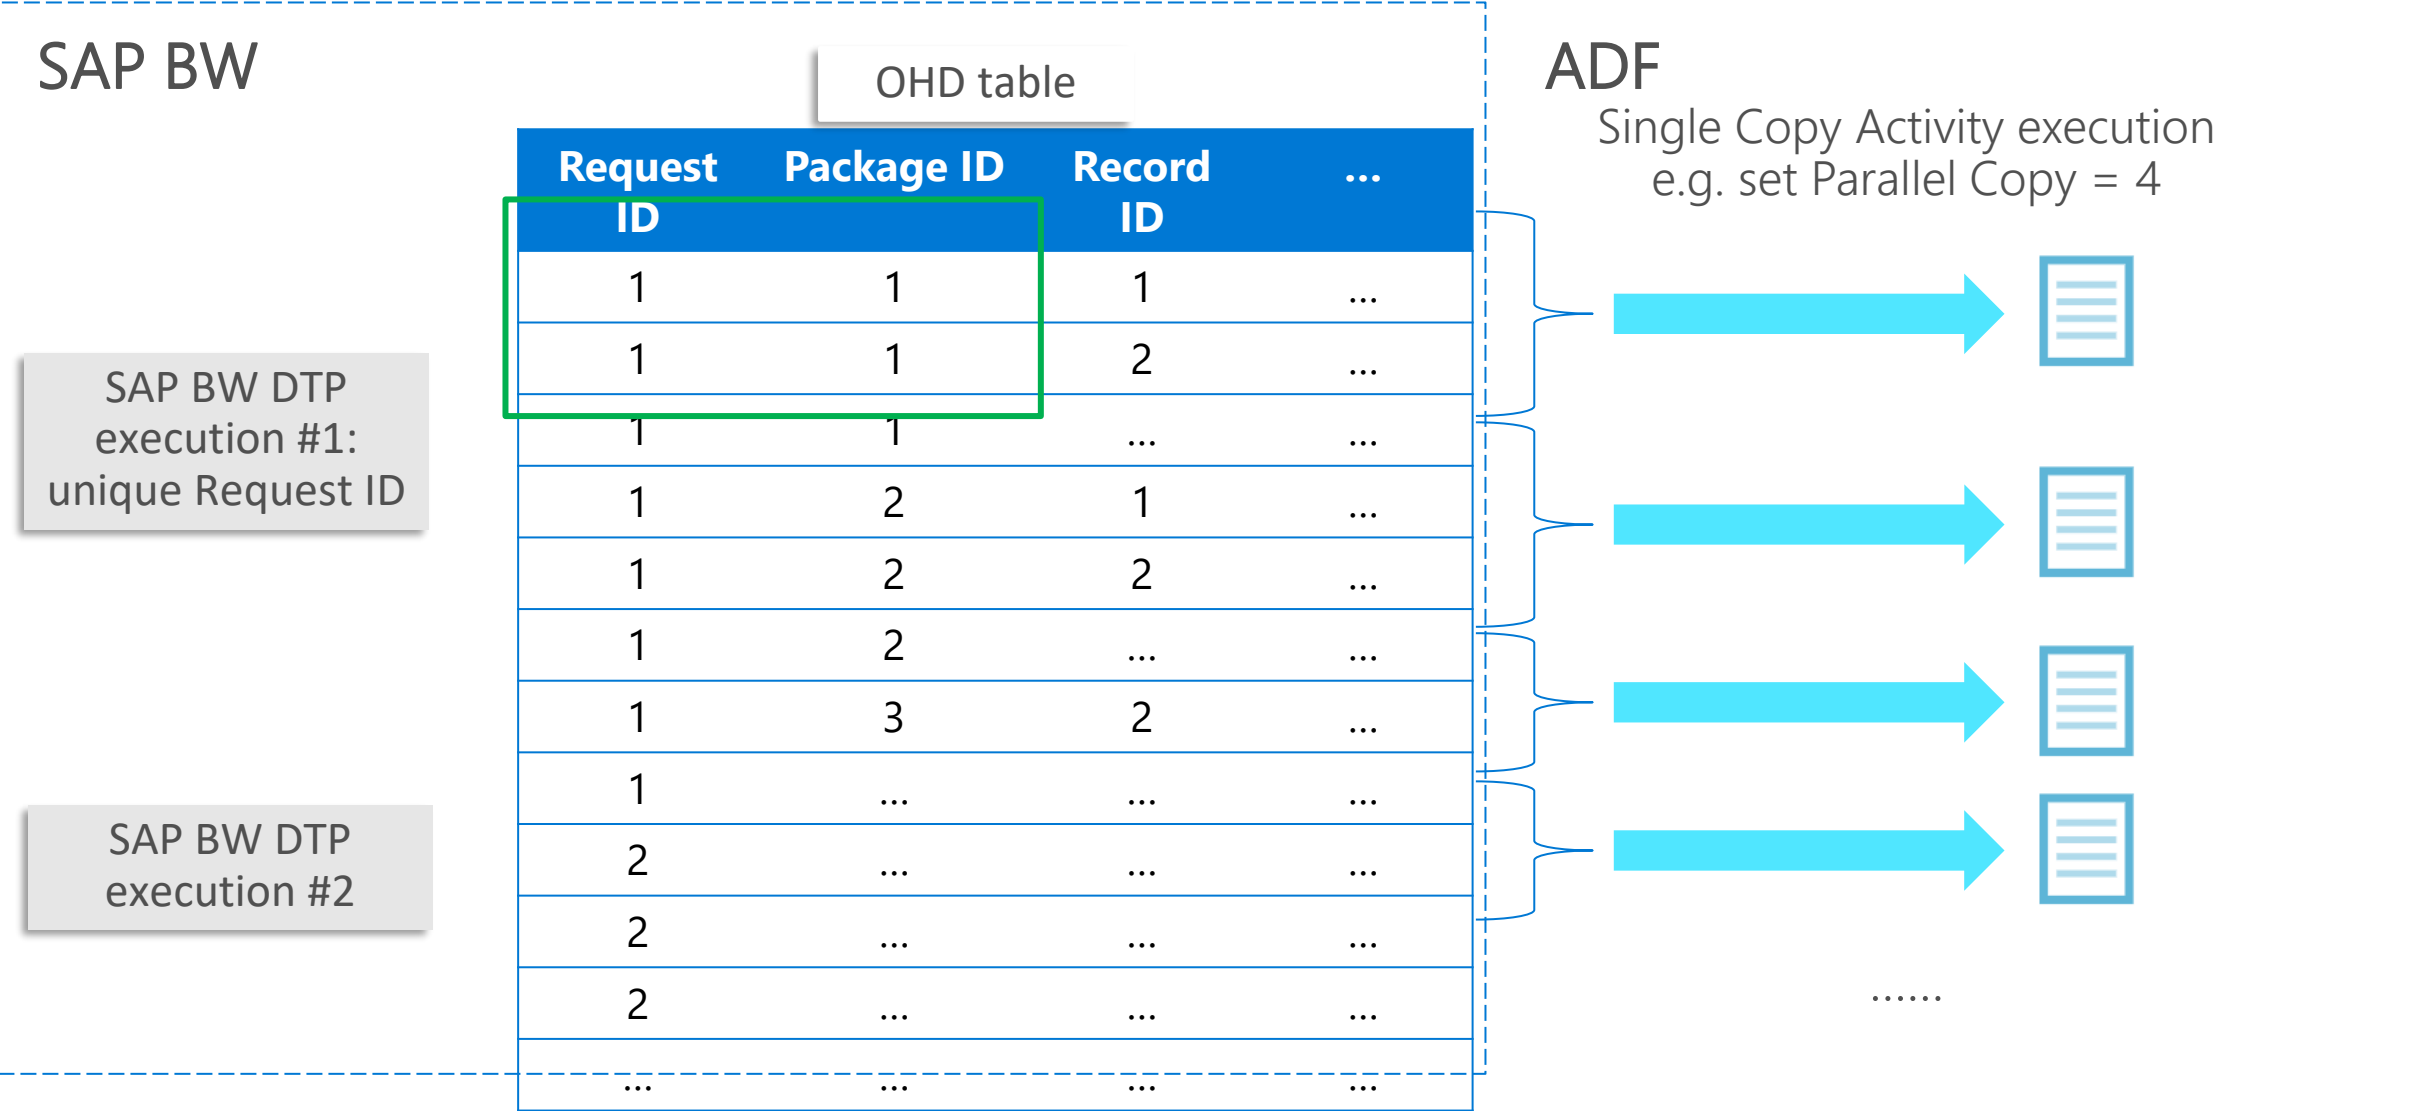 SAP BW
OHD table
ADF
Single Copy Activity execution
e.g. set Parallel Copy = 4
Request ID Package ID Record ID ...
1 1 1 ...
1 1 2 ...
1 1 ... ...
1 2 1 ...
1 2 2 ...
1 2 ... ...
1 3 2 ...
1 ... ... ...
2 ... ... ...
2 ... ... ...
2 ... ... ...
... ... ... ...
SAP BW DTP
execution #1:
unique Request ID
SAP BW DTP
execution #2
......